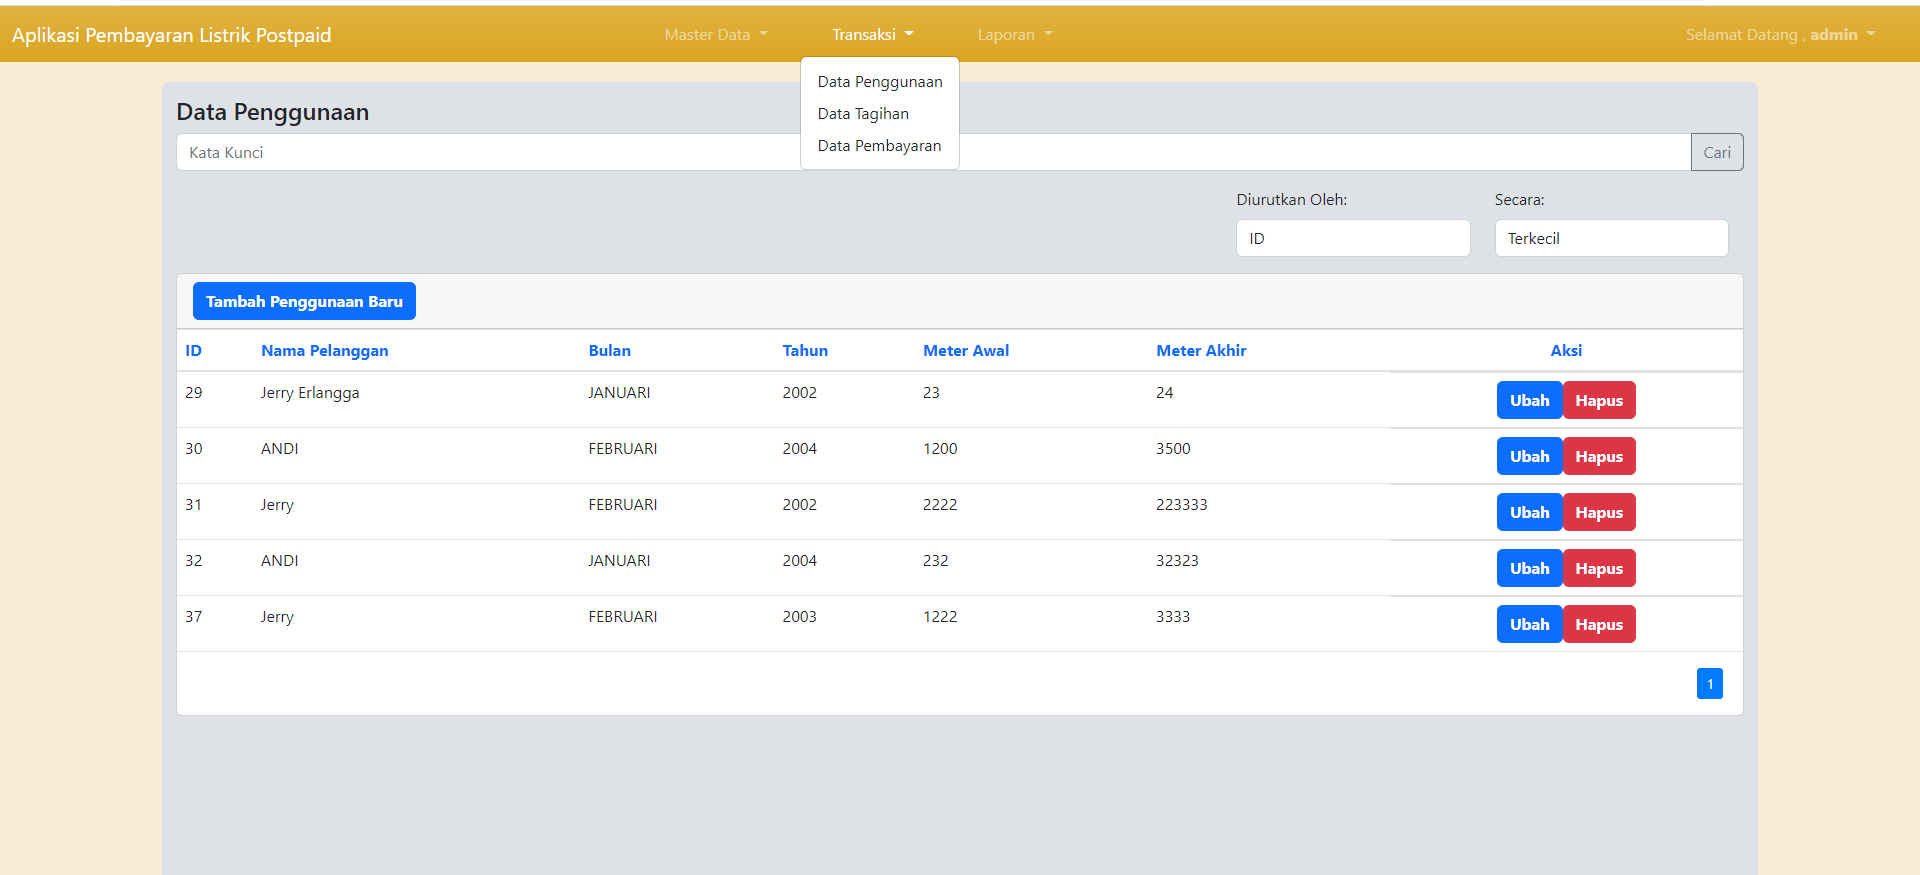 Aplikasi Pembayaran Listrik Postpaid Master Data Transaksi Laporan Selamat Datang , admin
Data Penggunaan
Data Tagihan
Data Pembayaran
Data Penggunaan
Kata Kunci Cari
Diurutkan Oleh: Secara:
ID Terkecil
Tambah Penggunaan Baru
ID Nama Pelanggan Bulan Tahun Meter Awal Meter Akhir Aksi
29 Jerry Erlangga JANUARI 2002 23 24 Ubah Hapus
30 ANDI FEBRUARI 2004 1200 3500 Ubah Hapus
31 Jerry FEBRUARI 2002 2222 223333 Ubah Hapus
32 ANDI JANUARI 2004 232 32323 Ubah Hapus
37 Jerry FEBRUARI 2003 1222 3333 Ubah Hapus
1